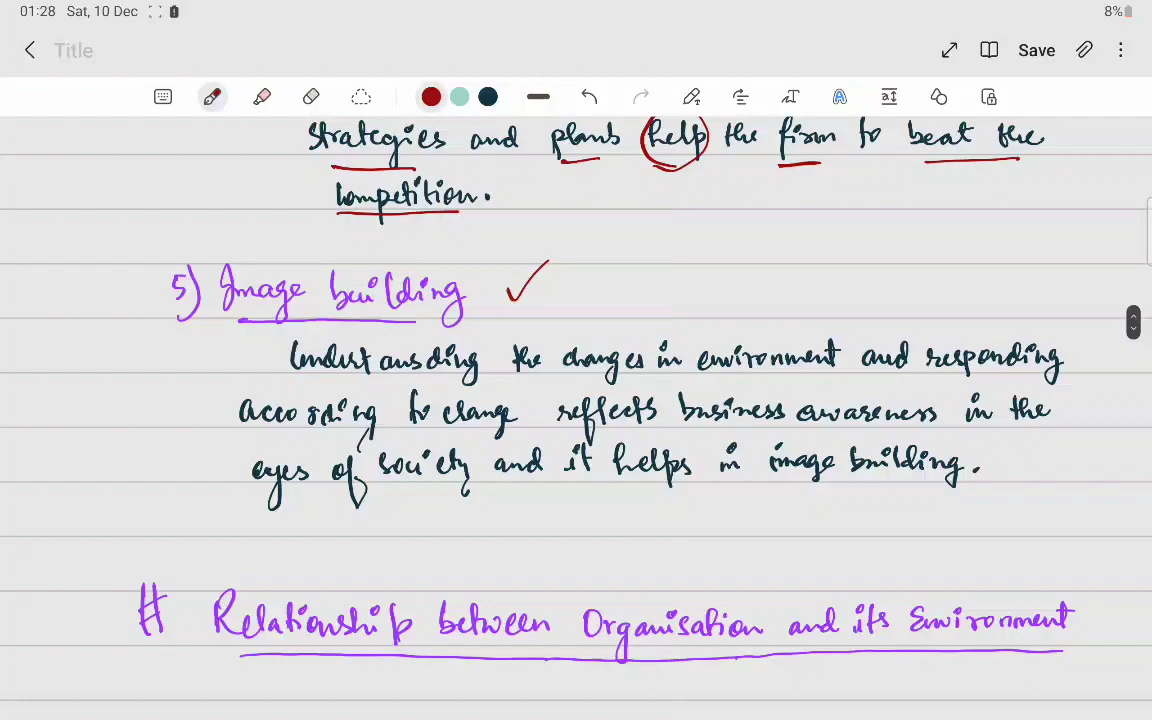 01:28 Sat, 10 Dec
8%
Title
Save
strategies and plans help the firm to beat the
competition.
5) Image building
Understansding the changes in environment and responding
according to change reflects business awareness in the
eyes of society and it helps in image building.
# Relationship between Organisation and its Environment